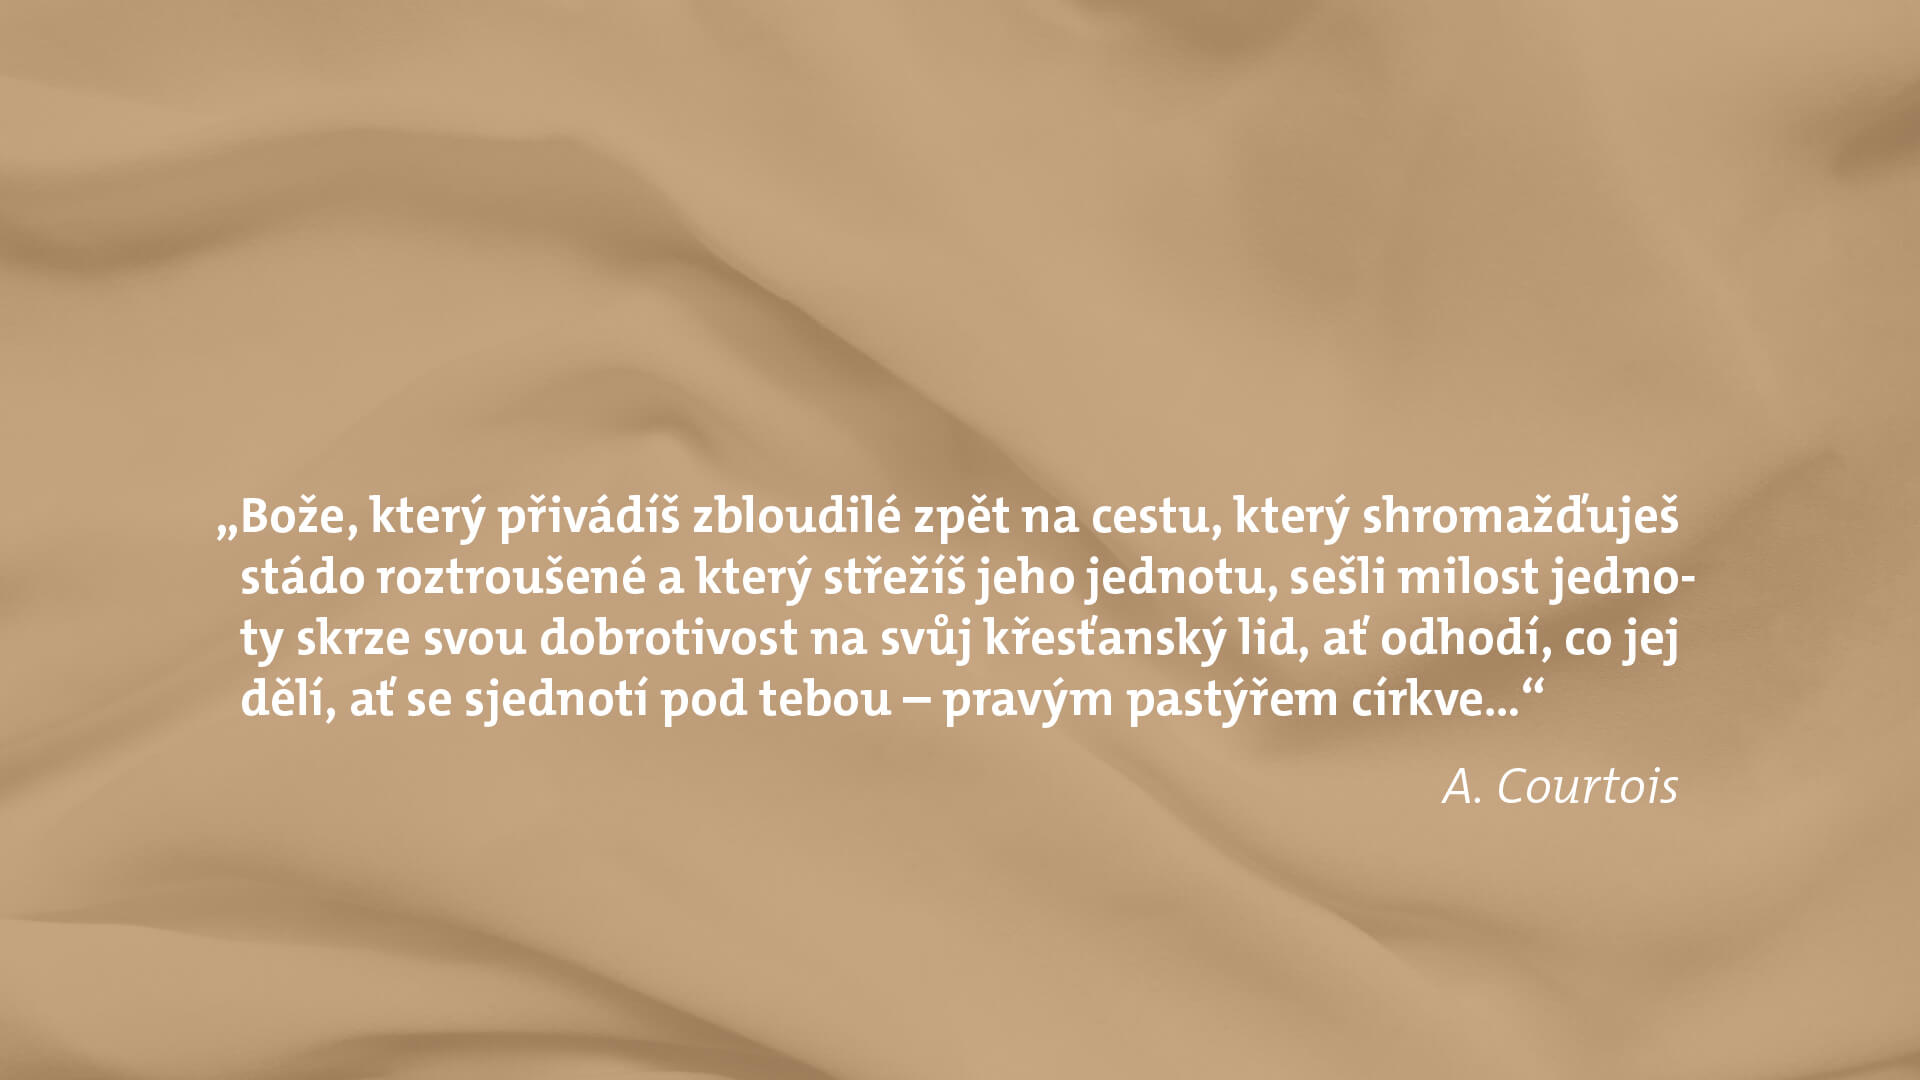 „Bože, který přivádíš zbloudilé zpět na cestu, který shromažďuješ
stádo roztroušené a který střežíš jeho jednotu, sešli milost jedno-
ty skrze svou dobrotivost na svůj křesťanský lid, ať odhodí, co jej
dělí, ať se sjednotí pod tebou – pravým pastýřem církve...“
A. Courtois